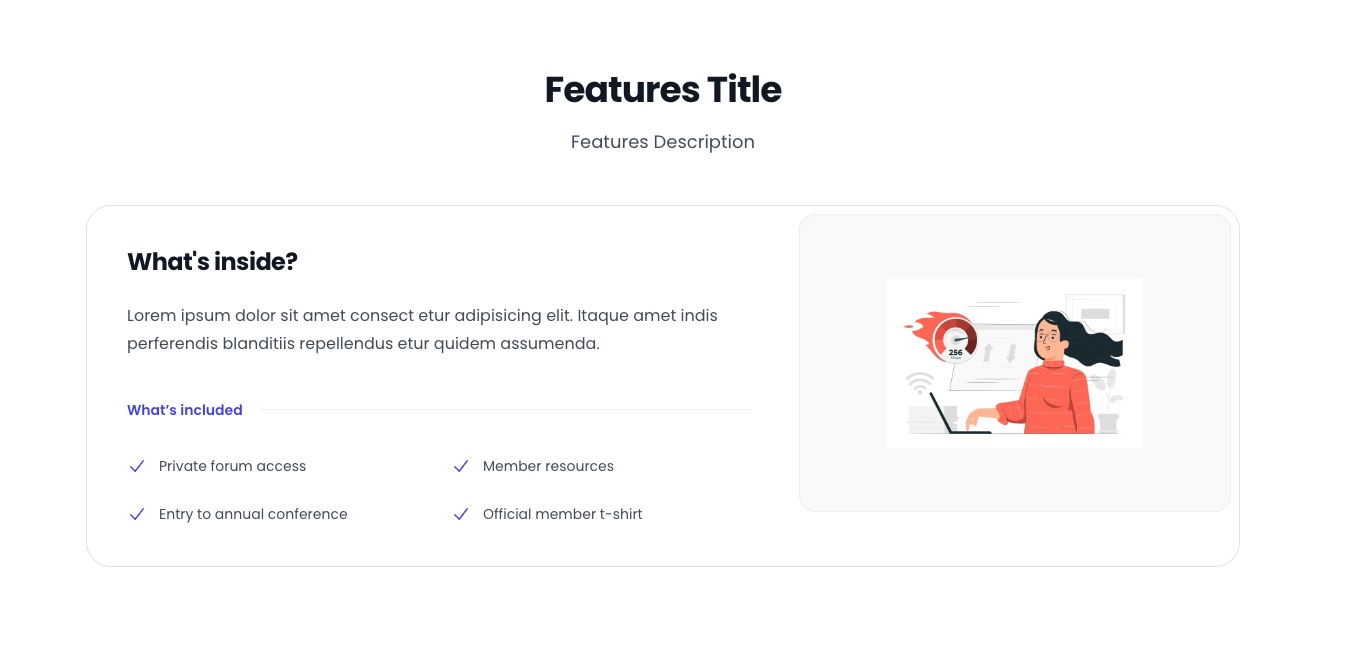 Features Title
Features Description
What's inside?
Lorem ipsum dolor sit amet consect etur adipisicing elit. Itaque amet indis
perferendis blanditiis repellendus etur quidem assumenda.
What’s included
Private forum access
Member resources
Entry to annual conference
Official member t-shirt
256